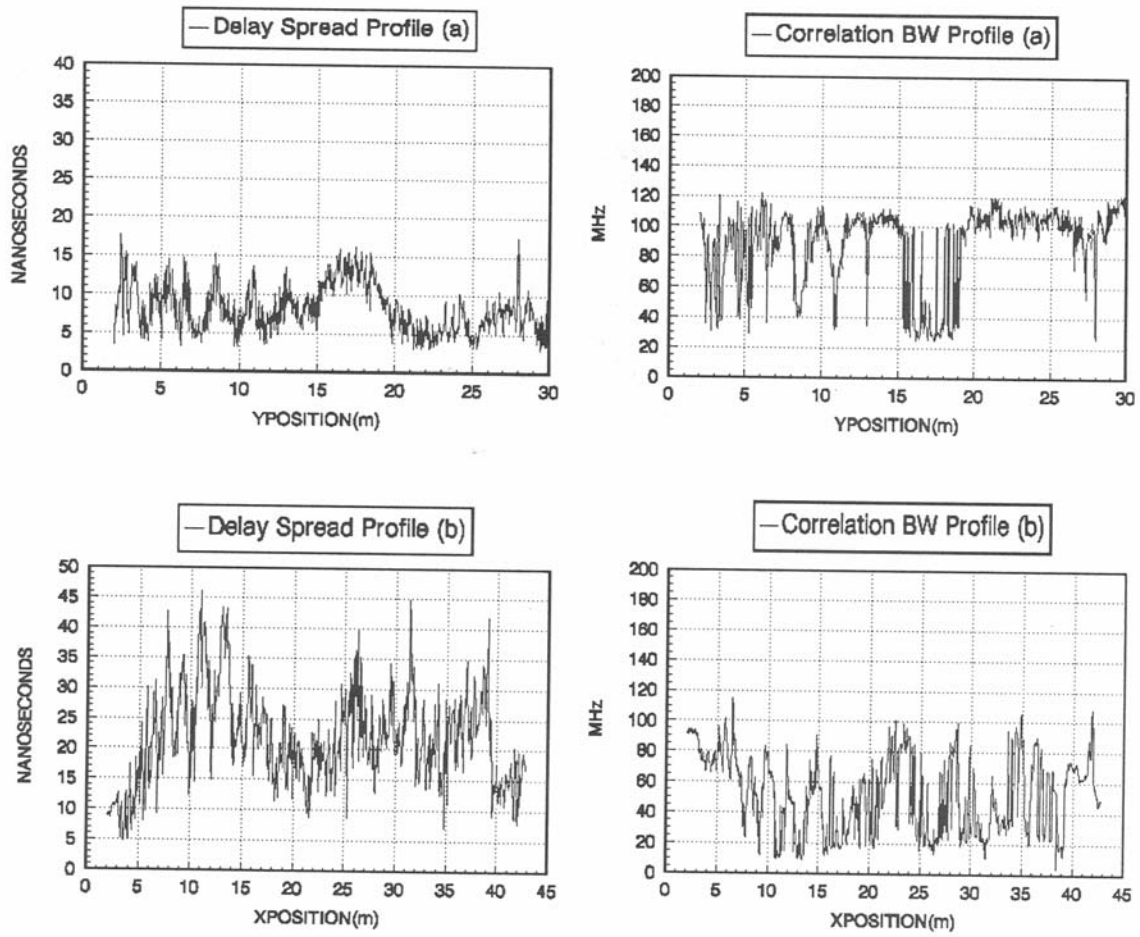 Delay Spread Profile (a)
NANOSECONDS
40
35
30
25
20
15
10
5
0
0 5 10 15 20 25 30
YPOSITION(m)
Correlation BW Profile (a)
MHz
200
180
160
140
120
100
80
60
40
20
0
0 5 10 15 20 25 30
YPOSITION(m)
Delay Spread Profile (b)
NANOSECONDS
50
45
40
35
30
25
20
15
10
5
0
0 5 10 15 20 25 30 35 40 45
XPOSITION(m)
Correlation BW Profile (b)
MHz
200
180
160
140
120
100
80
60
40
20
0
0 5 10 15 20 25 30 35 40 45
XPOSITION(m)